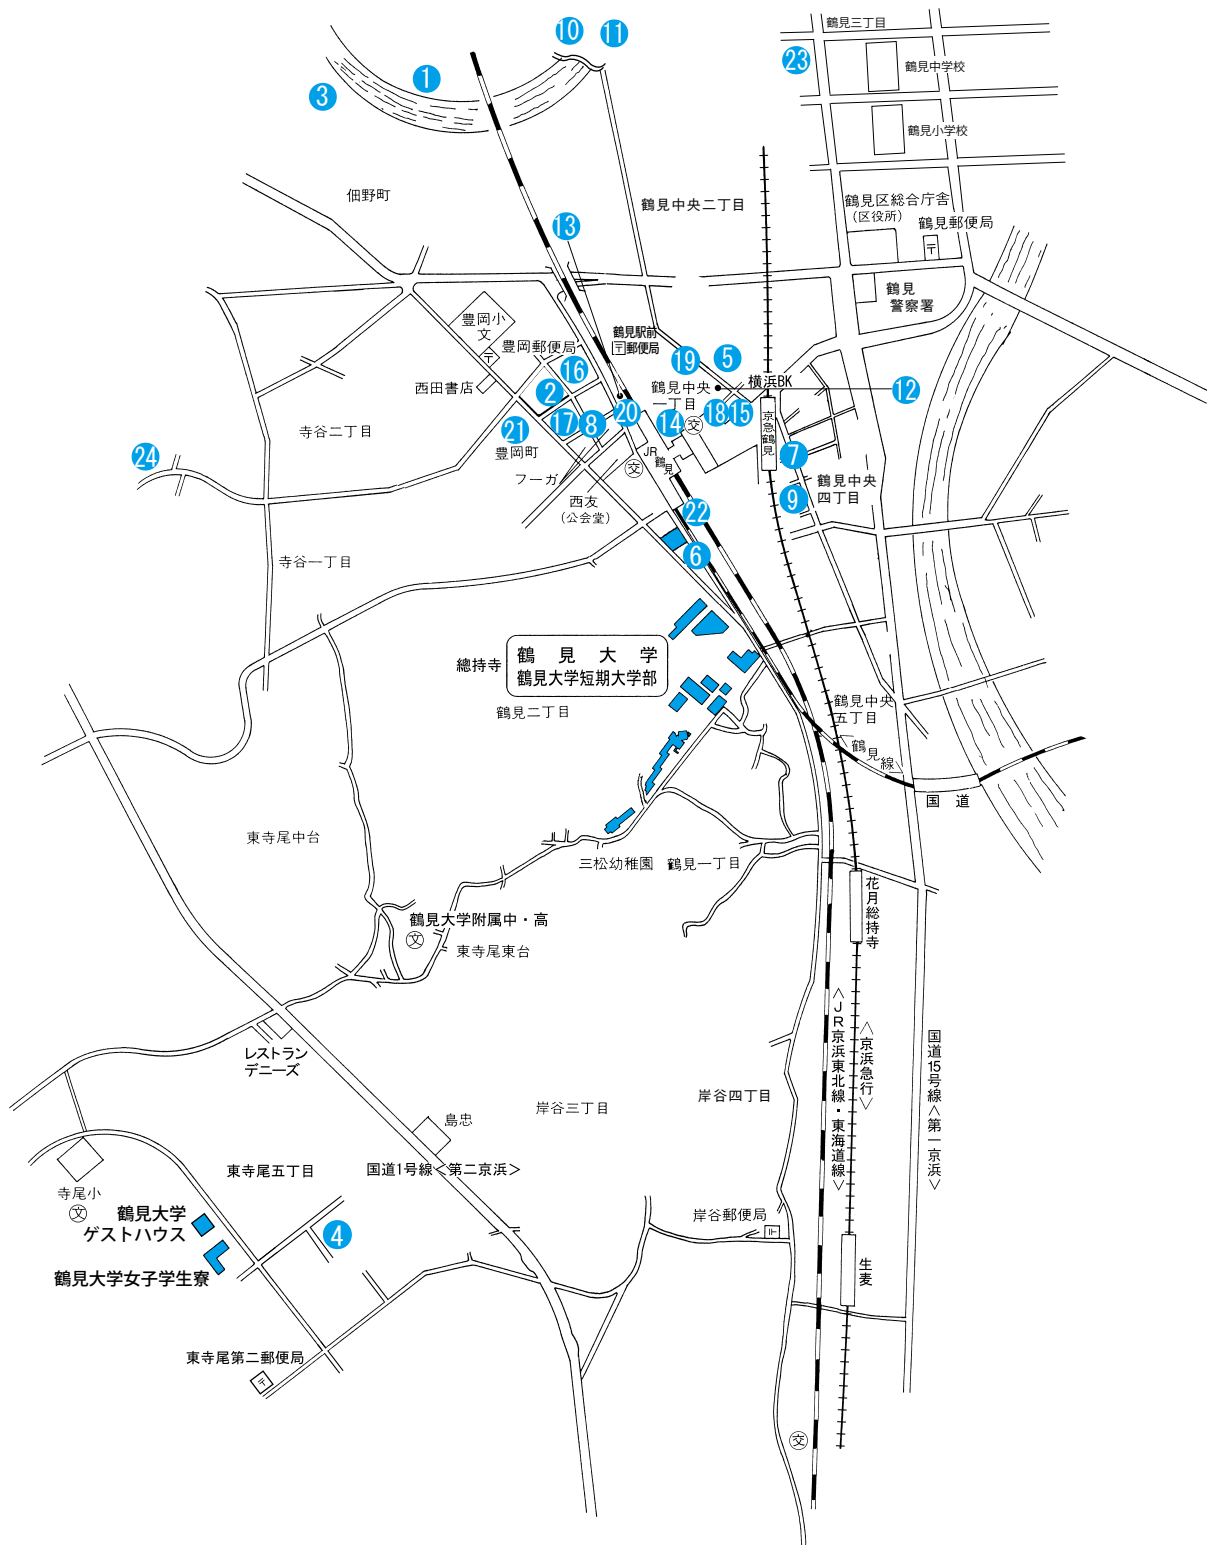 10
11
鶴見三丁目
23
鶴見中学校
1
3
鶴見小学校
佃野町
鶴見中央二丁目
鶴見区総合庁舎
(区役所)
鶴見郵便局
〒
13
鶴見
警察署
豊岡小
文
豊岡郵便局
〒
鶴見駅前
〒郵便局
19
5
16
西田書店
2
鶴見中央
一丁目
横浜BK
12
寺谷二丁目
21
17
8
20
14
交
18
15
京急鶴見
豊岡町
24
フーガ
交
JR
鶴見
7
西友
(公会堂)
鶴見中央
四丁目
9
22
6
寺谷一丁目
總持寺
鶴見大学
鶴見大学短期大学部
鶴見二丁目
鶴見中央
五丁目
鶴見線
国道
東寺尾中台
三松幼稚園
鶴見一丁目
花月総持寺
鶴見大学附属中・高
文
東寺尾東台
<JR京浜東北線・東海道線>
<京浜急行>
国道15号線<第一京浜>
レストラン
デニーズ
島忠
岸谷三丁目
岸谷四丁目
国道1号線<第二京浜>
東寺尾五丁目
寺尾小
文
鶴見大学
ゲストハウス
4
岸谷郵便局
〒
鶴見大学女子学生寮
生麦
東寺尾第二郵便局
〒
交